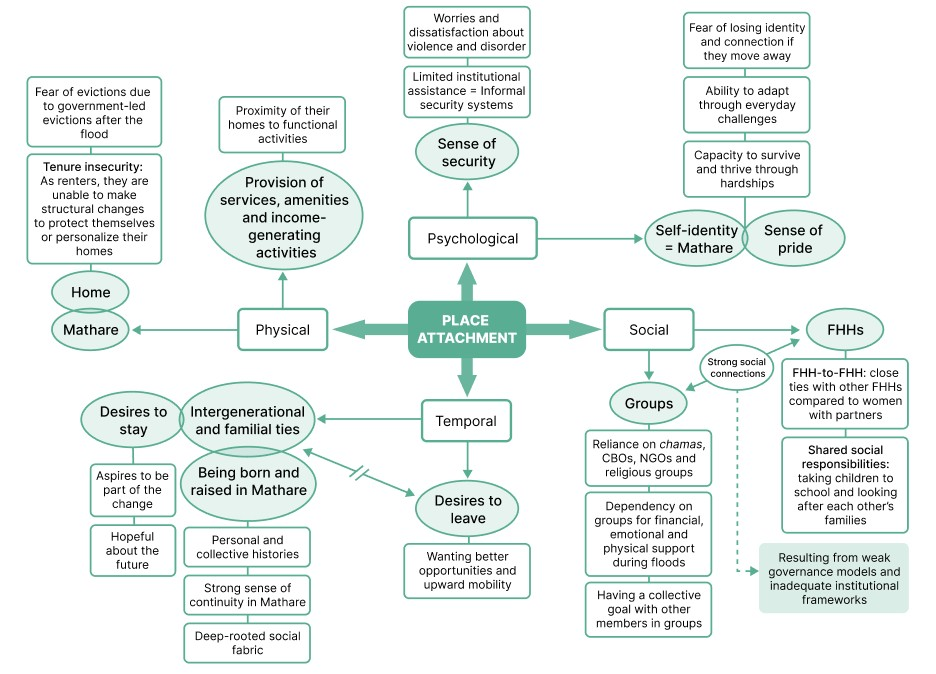 Worries and
dissatisfaction about
violence and disorder
Limited institutional
assistance = Informal
security systems
Sense of
security
Psychological
Fear of losing identity
and connection if
they move away
Ability to adapt
through everyday
challenges
Capacity to survive
and thrive through
hardships
Self-identity
= Mathare
Sense of
pride
Fear of evictions due
to government-led
evictions after the
flood
Tenure insecurity:
As renters, they are
unable to make
structural changes
to protect themselves
or personalize their
homes
Home
Mathare
Proximity of their
homes to functional
activities
Provision of
services, amenities
and income-
generating
activities
Physical
PLACE
ATTACHMENT
Social
FHHs
Strong social
connections
FHH-to-FHH: close
ties with other FHHs
compared to women
with partners
Shared social
responsibilities:
taking children to
school and looking
after each other's
families
Resulting from weak
governance models and
inadequate institutional
frameworks
Groups
Reliance on chamas,
CBOs, NGOs and
religious groups
Dependency on
groups for financial,
emotional and
physical support
during floods
Having a collective
goal with other
members in groups
Temporal
Desires to
leave
Wanting better
opportunities and
upward mobility
Intergenerational
and familial ties
Desires to
stay
Aspires to be
part of the
change
Hopeful
about the
future
Being born and
raised in Mathare
Personal and
collective histories
Strong sense of
continuity in Mathare
Deep-rooted social
fabric